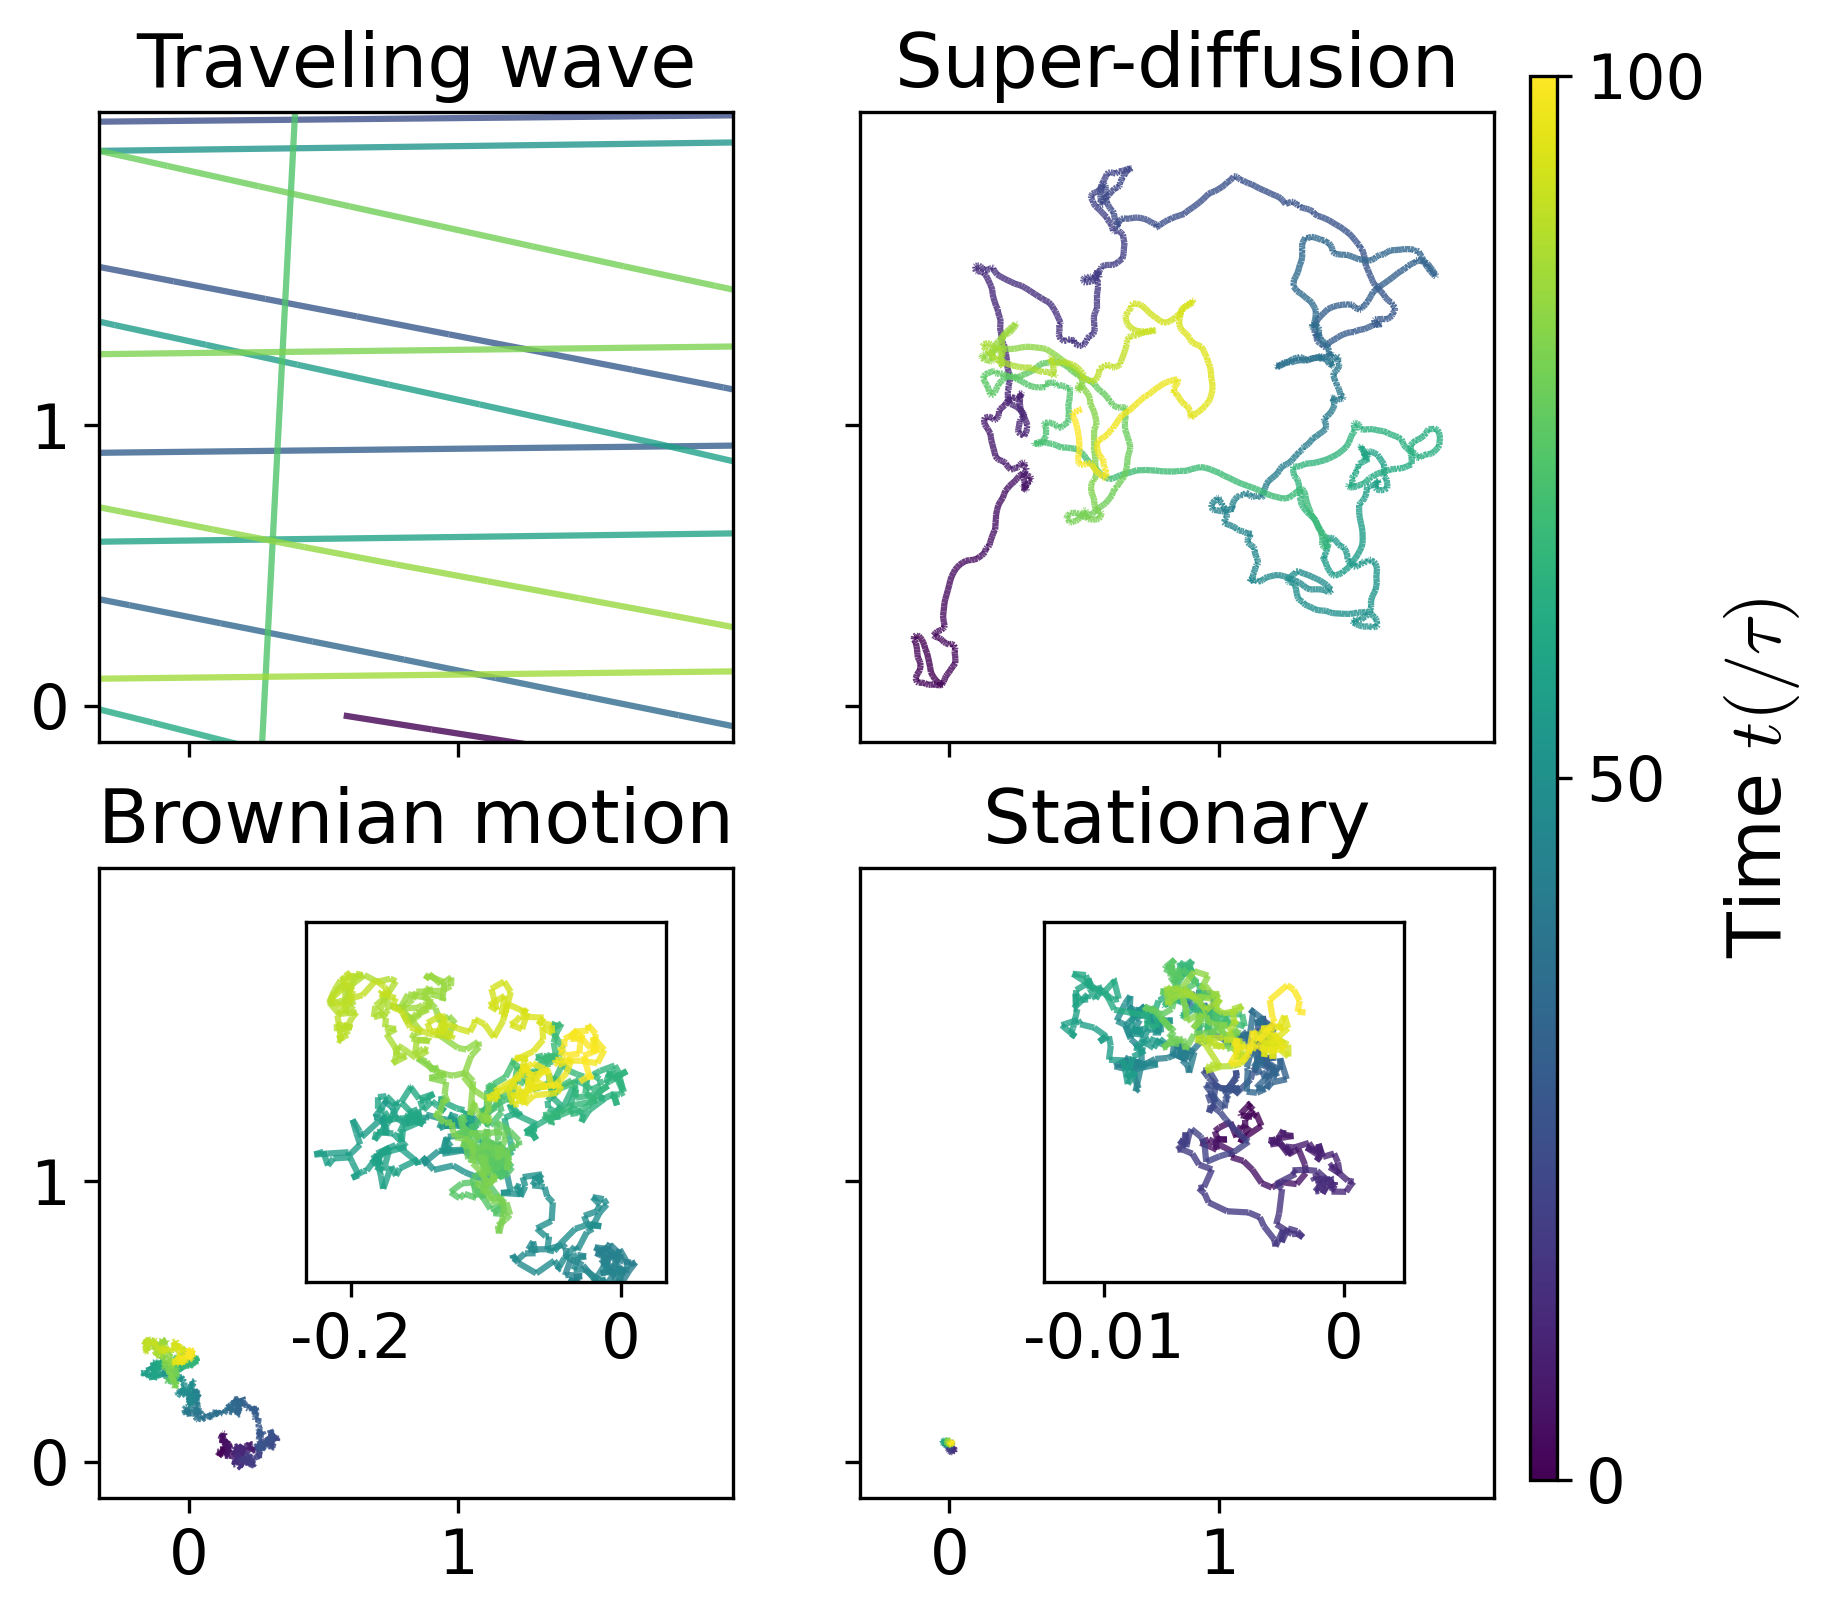 Traveling wave
Super-diffusion
1
0
Brownian motion
Stationary
1
0
-0.2 0
-0.01 0
0 1
0 1
100
50
0
Time t(/τ)